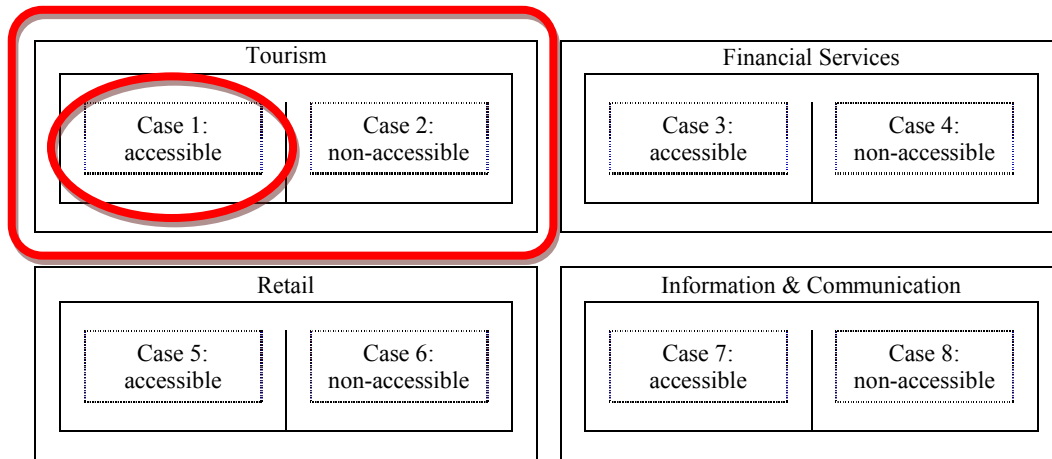 Tourism
Case 1:
accessible
Case 2:
non-accessible
Financial Services
Case 3:
accessible
Case 4:
non-accessible
Retail
Case 5:
accessible
Case 6:
non-accessible
Information & Communication
Case 7:
accessible
Case 8:
non-accessible